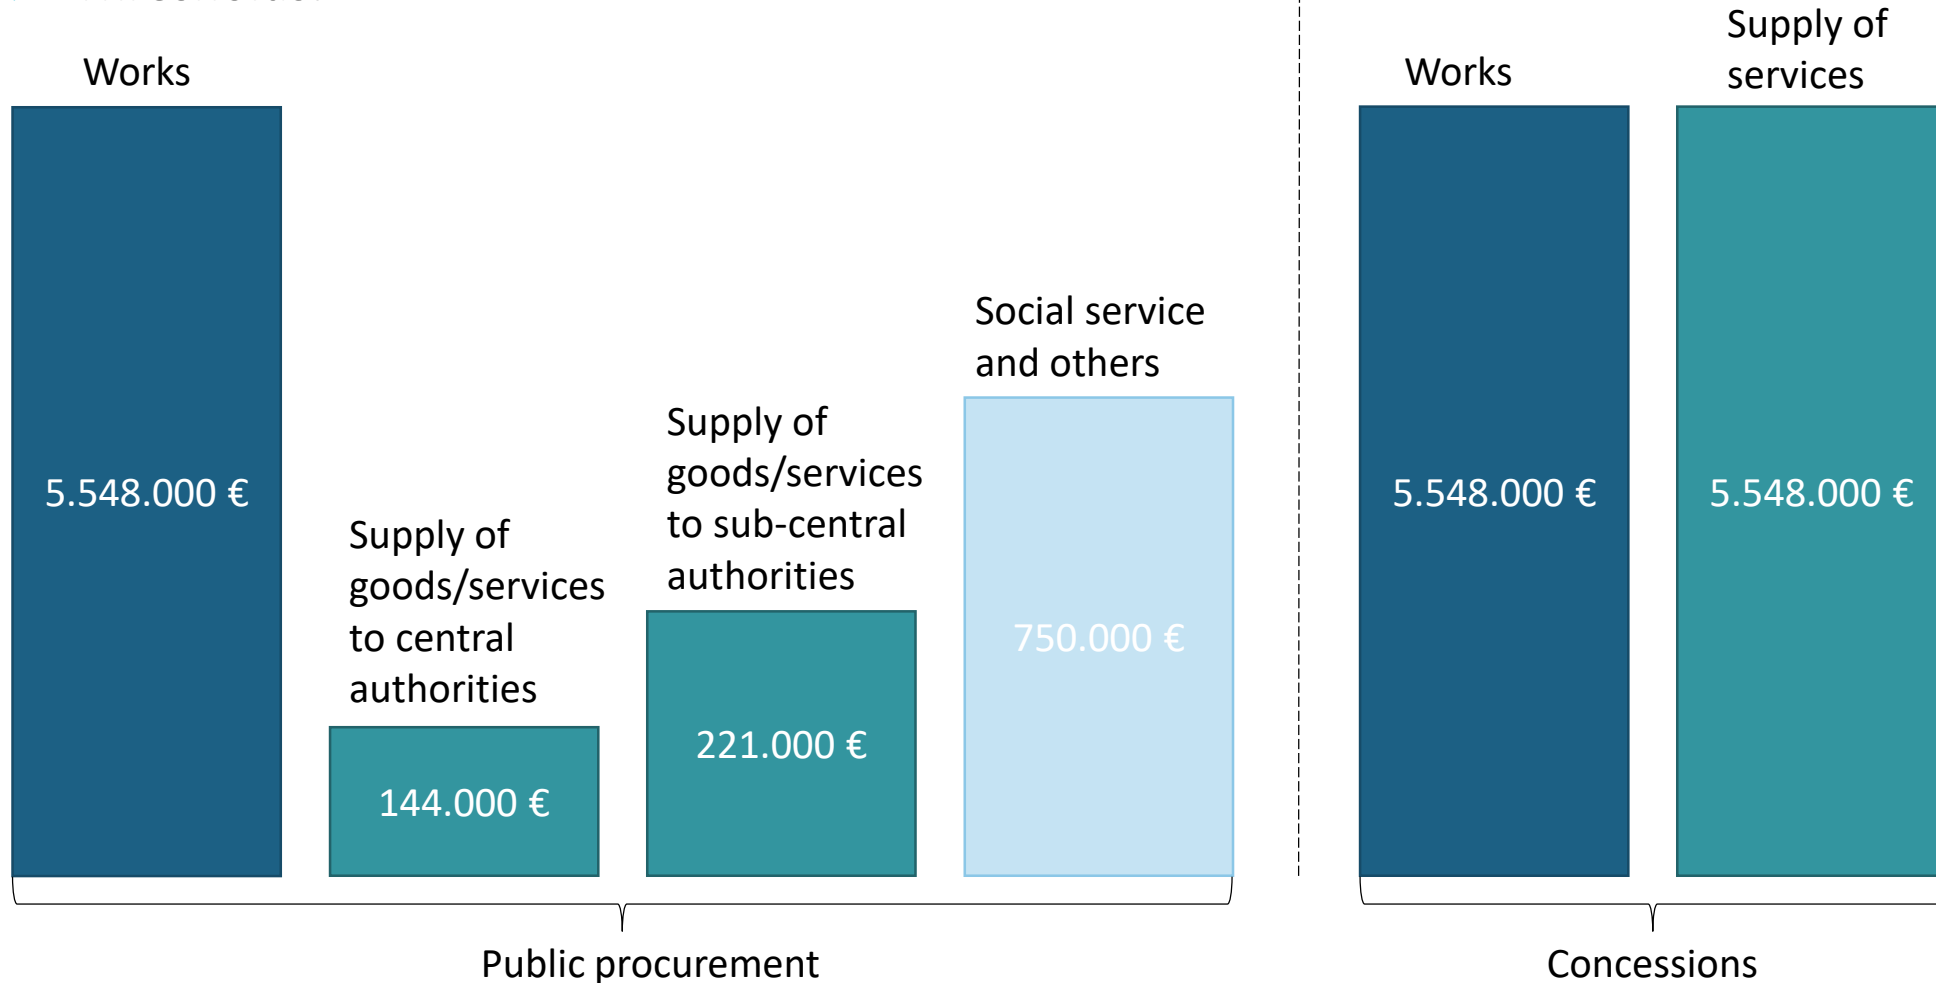 Works
5.548.000 €
Supply of
goods/services
to central
authorities
144.000 €
Supply of
goods/services
to sub-central
authorities
221.000 €
Social service
and others
750.000 €
Public procurement
Works
5.548.000 €
Supply of
services
5.548.000 €
Concessions